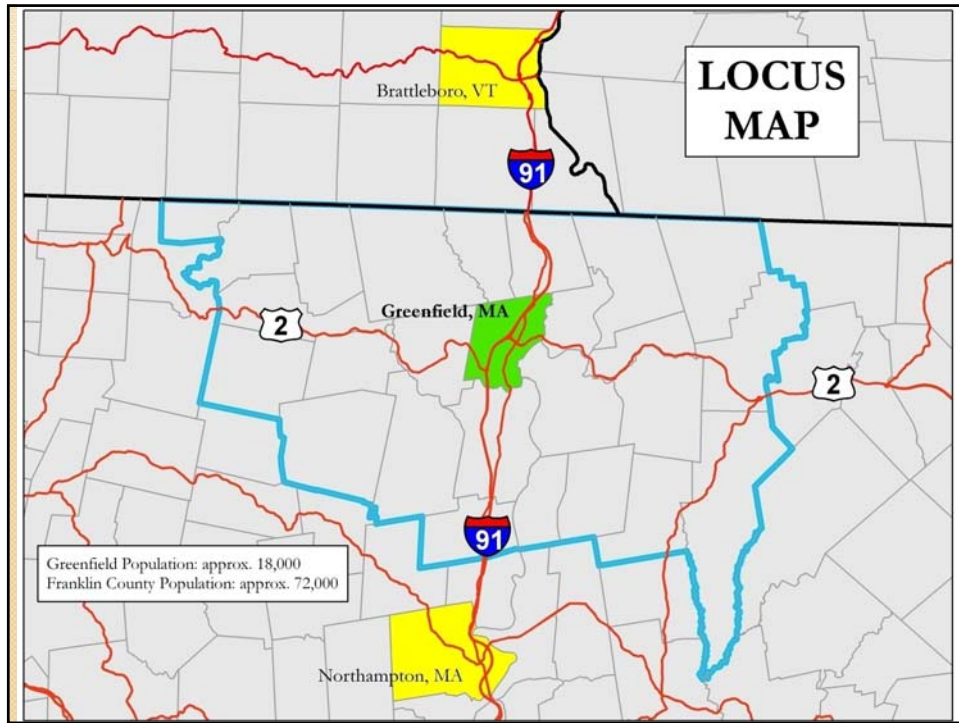 LOCUS
MAP
Brattleboro, VT
91
Greenfield, MA
2
2
91
Greenfield Population: approx. 18,000
Franklin County Population: approx. 72,000
Northampton, MA